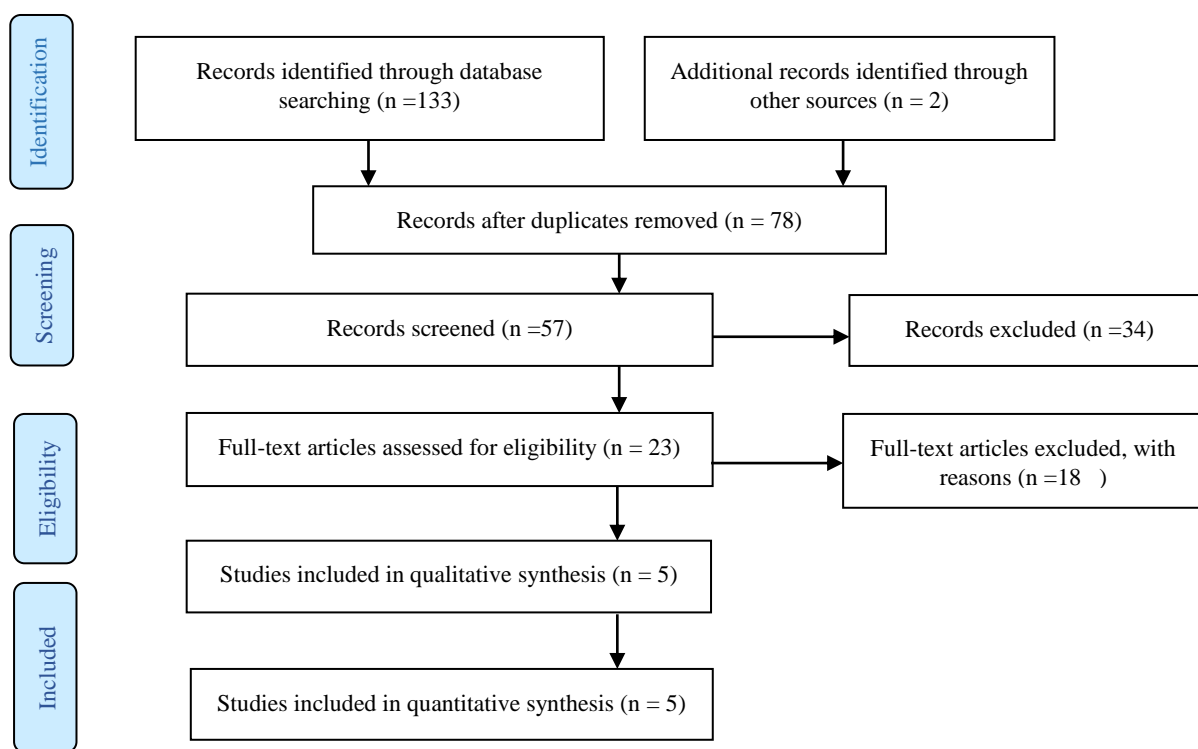 Identification
Records identified through database
searching (n =133)
Additional records identified through
other sources (n = 2)
Records after duplicates removed (n = 78)
Screening
Records screened (n =57)
Records excluded (n =34)
Eligibility
Full-text articles assessed for eligibility (n = 23)
Full-text articles excluded, with
reasons (n =18   )
Studies included in qualitative synthesis (n = 5)
Included
Studies included in quantitative synthesis (n = 5)